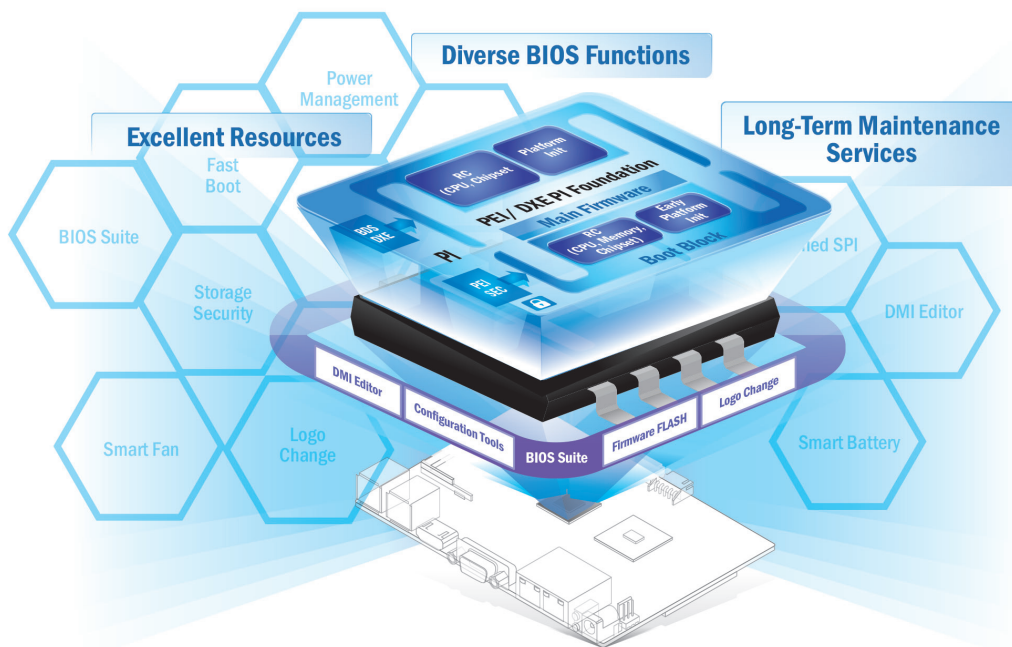 Diverse BIOS Functions
Excellent Resources
Long-Term Maintenance
Services
Power
Management
Fast
Boot
BIOS Suite
Storage
Security
Smart Fan
Logo
Change
SPI
DMI Editor
Smart Battery
RC
(CPU, Chipset
Platform
Init
PEI/ DXE PI Foundation
Main Firmware
BDS
DXE
PI
RC
(CPU, Memory,
Chipset)
Early
Platform
Init
Boot Block
PEI
SEC
DMI Editor
Configuration Tools
BIOS Suite
Firmware FLASH
Logo Change